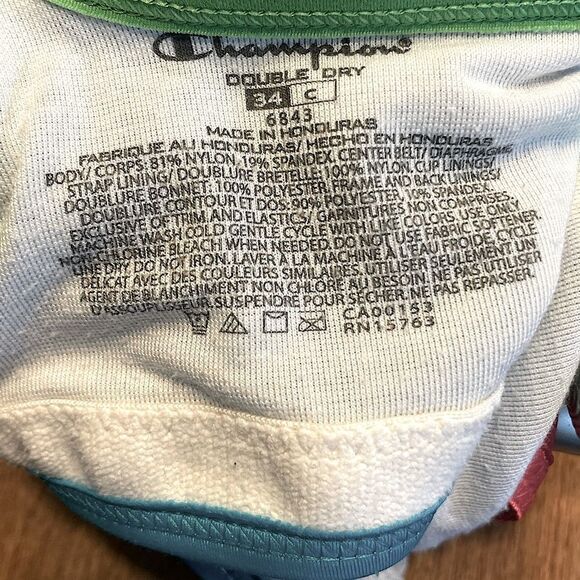 Champion®
DOUBLE DRY
34 C
6843
MADE IN HONDURAS
FABRIQUE AU HONDURAS/ HECHO EN HONDURAS
BODY/ CORPS: 81% NYLON, 19% SPANDEX, CENTER BELT/ DIAPHRAGME
STRAP LINING/ DOUBLURE BRETELLE: 100% NYLON, CUP LININGS/
DOUBLURE BONNET: 100% POLYESTER, FRAME AND BACK LININGS/
DOUBLURE CONTOUR ET DOS: 90% POLYESTER, 10% SPANDEX,
EXCLUSIVE OF TRIM AND ELASTICS/ GARNITURES NON COMPRISES.
MACHINE WASH COLD GENTLE CYCLE WITH LIKE COLORS. USE ONLY
NON CHLORINE BLEACH WHEN NEEDED. DO NOT USE FABRIC SOFTENER.
LINE DRY. DO NOT IRON. LAVER À LA MACHINE À L'EAU FROIDE, CYCLE
DÉLICAT AVEC DES COULEURS SIMILAIRES. UTILISER SEULEMENT UN
AGENT DE BLANCHIMENT NON CHLORÉ AU BESOIN. NE PAS UTILISER
D'ASSOUPLISSEUR. SUSPENDRE POUR SÉCHER. NE PAS REPASSER.
CA00153
RN15763